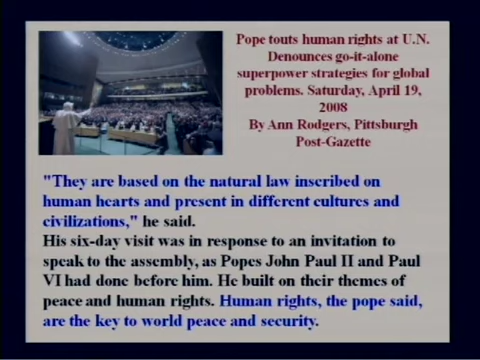 Pope touts human rights at U.N.
Denounces go-it-alone
superpower strategies for global
problems. Saturday, April 19,
2008
By Ann Rodgers, Pittsburgh
Post-Gazette
"They are based on the natural law inscribed on
human hearts and present in different cultures and
civilizations," he said.
His six-day visit was in response to an invitation to
speak to the assembly, as Popes John Paul II and Paul
VI had done before him. He built on their themes of
peace and human rights. Human rights, the pope said,
are the key to world peace and security.